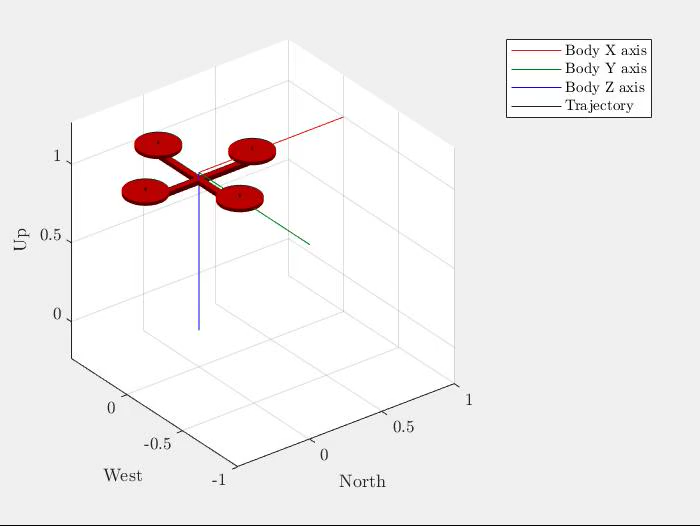 Body X axis
Body Y axis
Body Z axis
Trajectory
1
0.5
0
Up
0
-0.5
-1
West
0
0.5
1
North